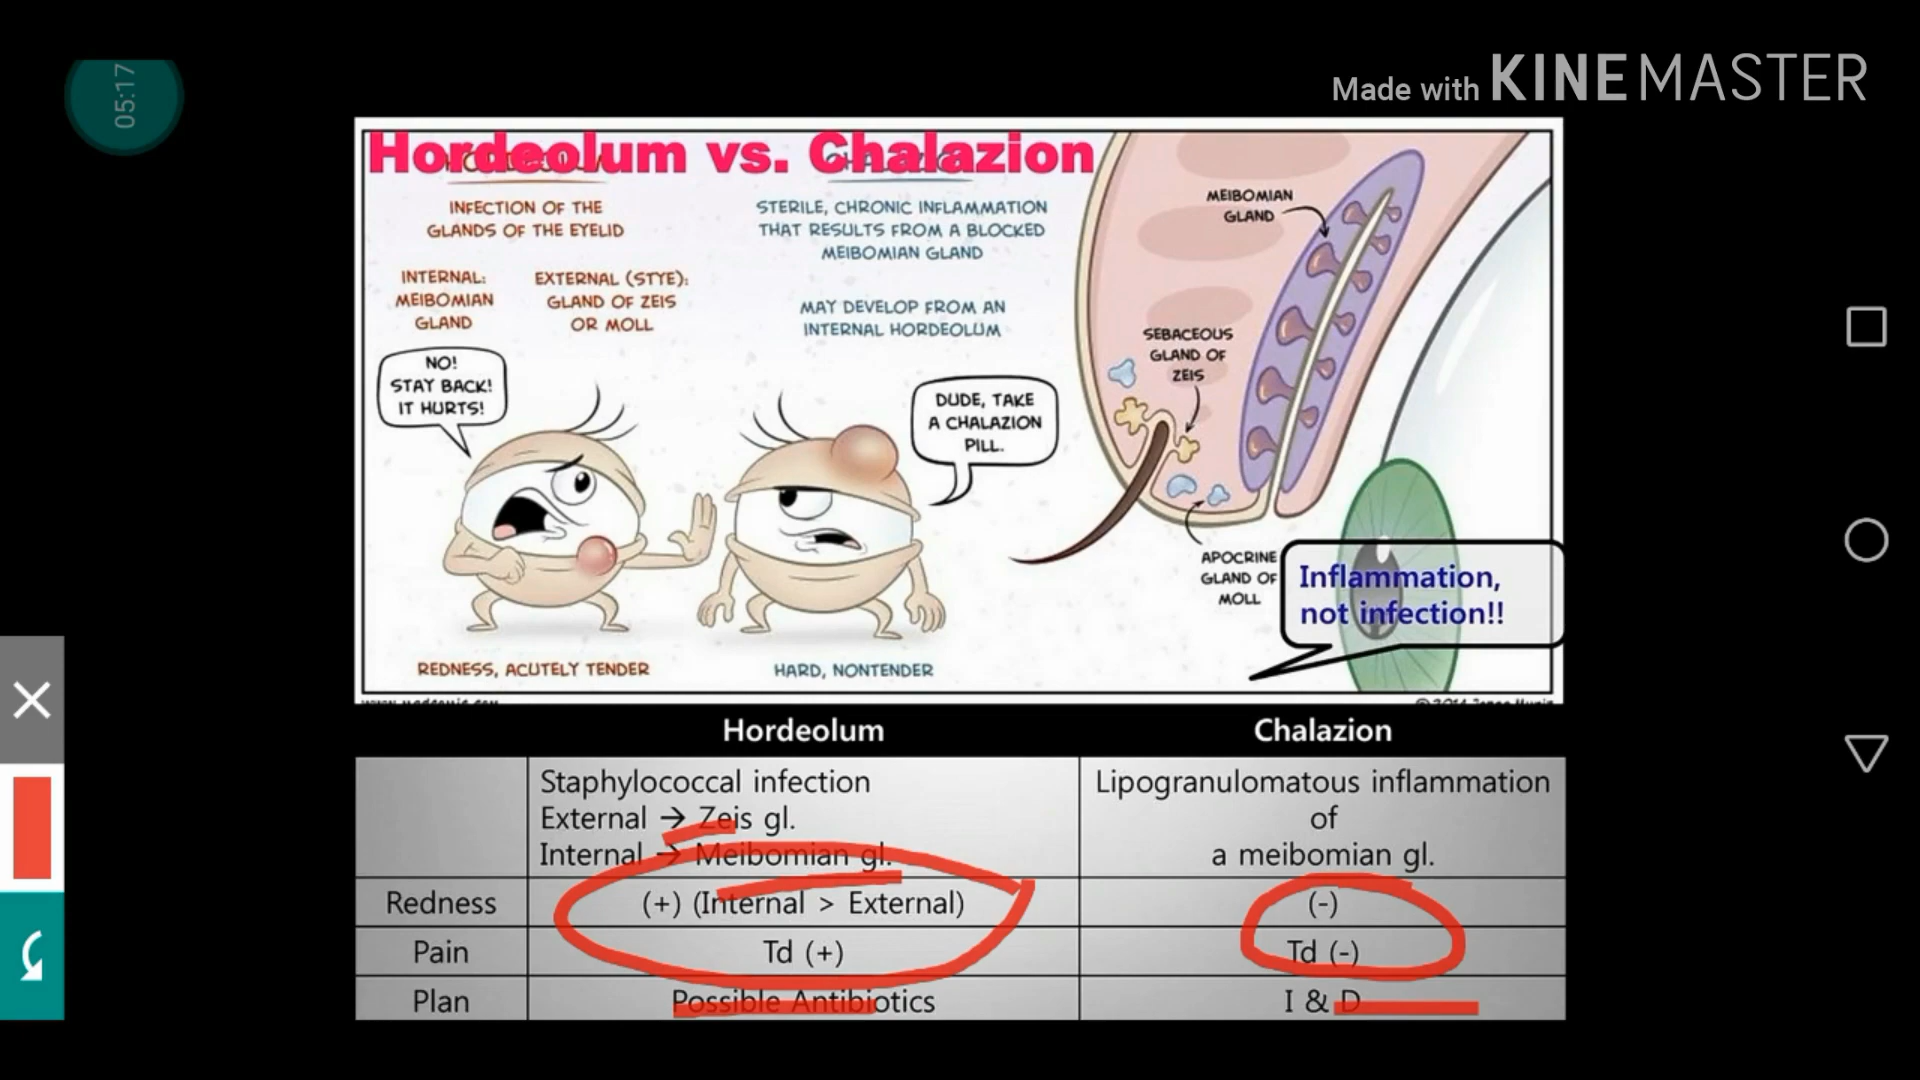 05:17
Made with KINEMASTER
Hordeolum vs. Chalazion
INFECTION OF THE
GLANDS OF THE EYELID
INTERNAL:
MEIBOMIAN
GLAND
EXTERNAL (STYE):
GLAND OF ZEIS
OR MOLL
STERILE, CHRONIC INFLAMMATION
THAT RESULTS FROM A BLOCKED
MEIBOMIAN GLAND
MAY DEVELOP FROM AN
INTERNAL HORDEOLUM
NO!
STAY BACK!
IT HURTS!
DUDE, TAKE
A CHALAZION
PILL.
MEIBOMIAN
GLAND
SEBACEOUS
GLAND OF
ZEIS
APOCRINE
GLAND OF
MOLL
Inflammation,
not infection!!
REDNESS, ACUTELY TENDER
HARD, NONTENDER
Hordeolum Chalazion
Staphylococcal infection
External → Zeis gl.
Internal → Meibomian gl.
Lipogranulomatous inflammation
of
a meibomian gl.
Redness (+) (Internal > External) (-)
Pain Td (+) Td (-)
Plan Possible Antibiotics I & D